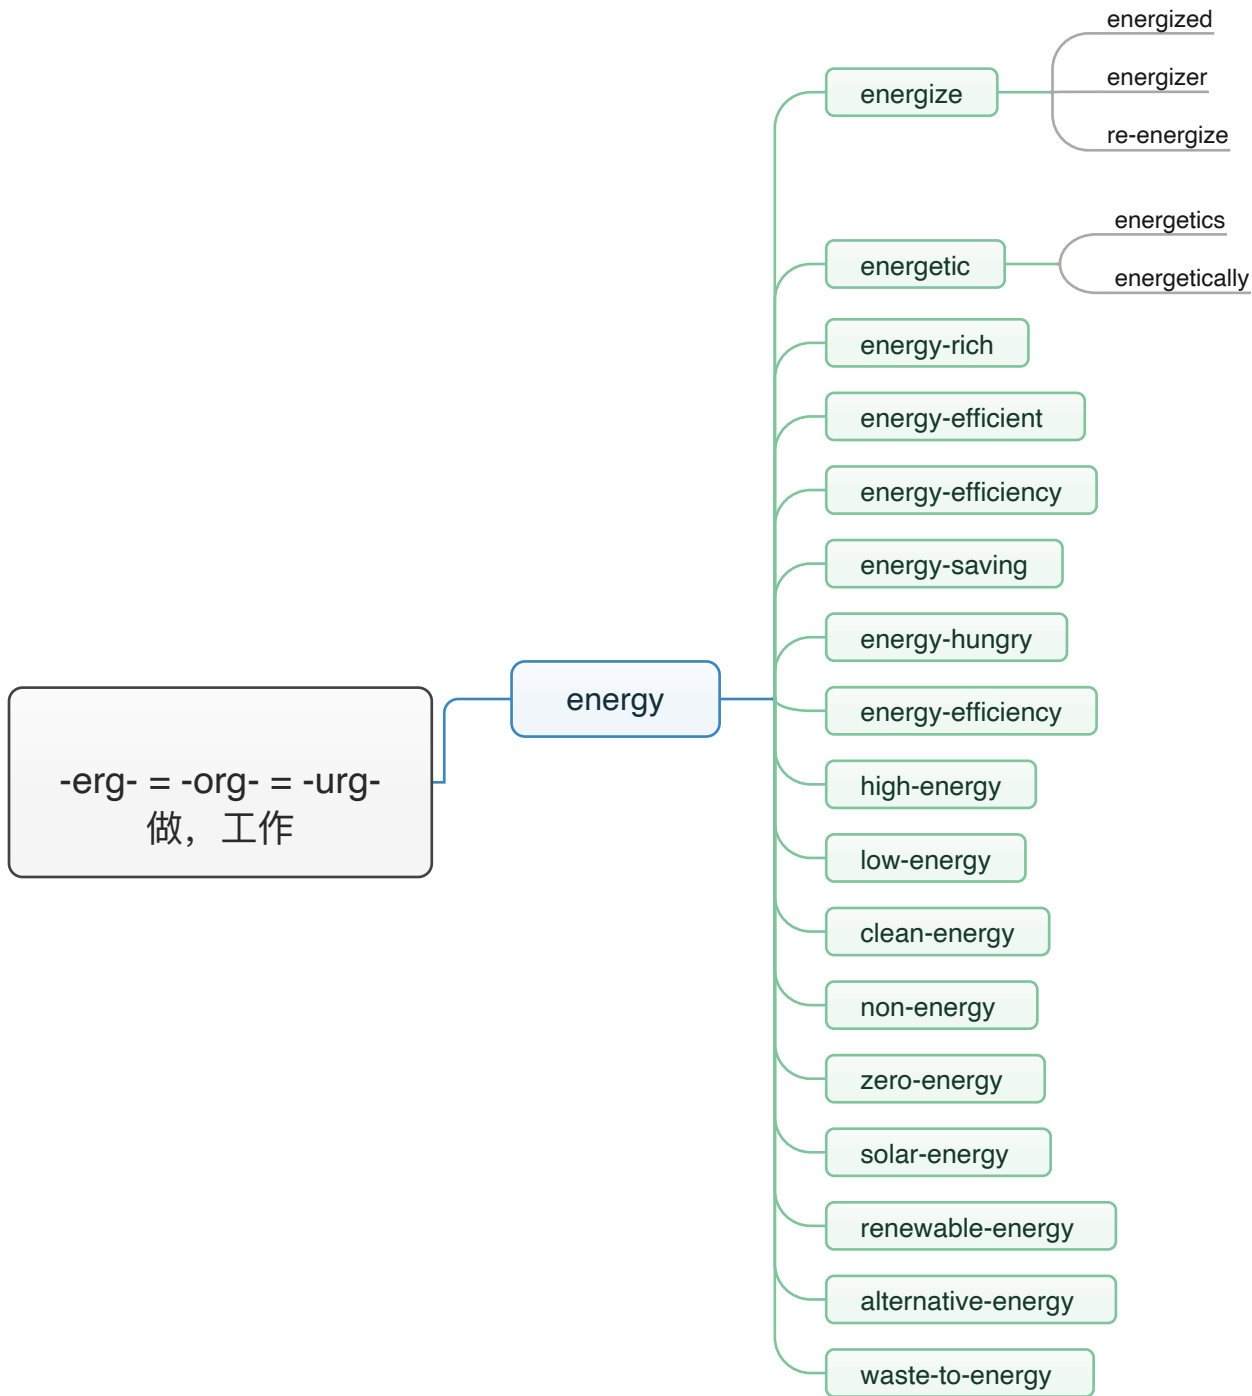 energized
energizer
re-energize
energize
energetics
energetically
energetic
energy-rich
energy-efficient
energy-efficiency
energy-saving
energy-hungry
energy-efficiency
high-energy
low-energy
clean-energy
non-energy
zero-energy
solar-energy
renewable-energy
alternative-energy
waste-to-energy
energy
-erg- = -org- = -urg-
做，工作